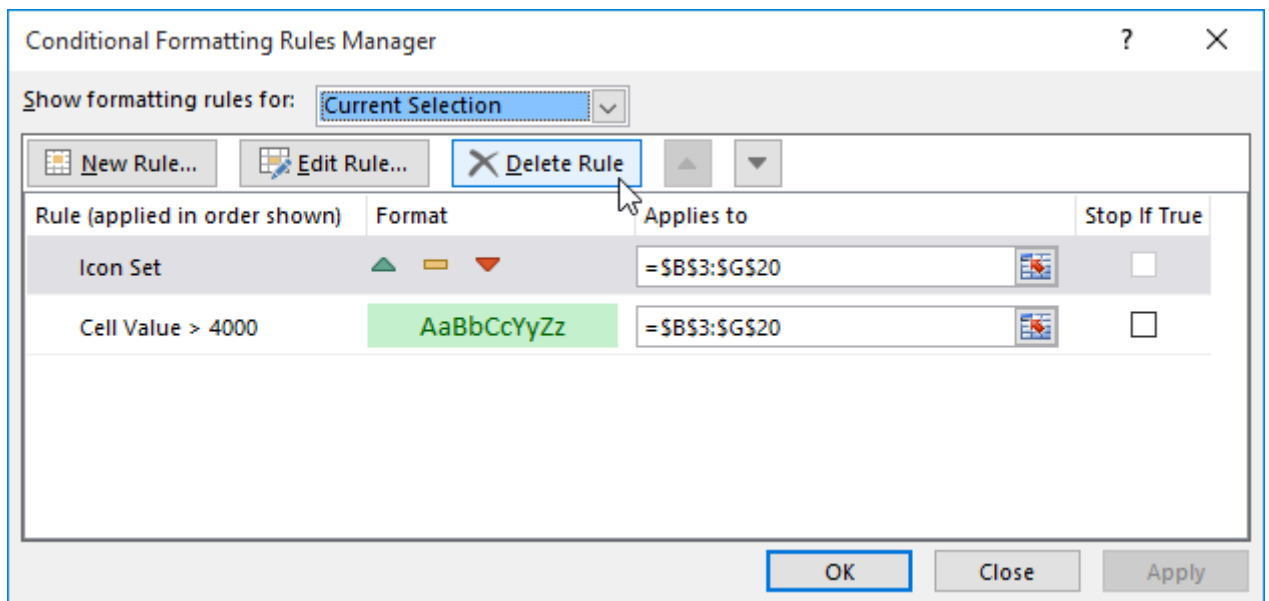 Conditional Formatting Rules Manager ? ×
Show formatting rules for: Current Selection
New Rule... Edit Rule... Delete Rule
Rule (applied in order shown) Format Applies to Stop If True
Icon Set =$B$3:$G$20
Cell Value > 4000 AaBbCcYyZz =$B$3:$G$20
OK Close Apply